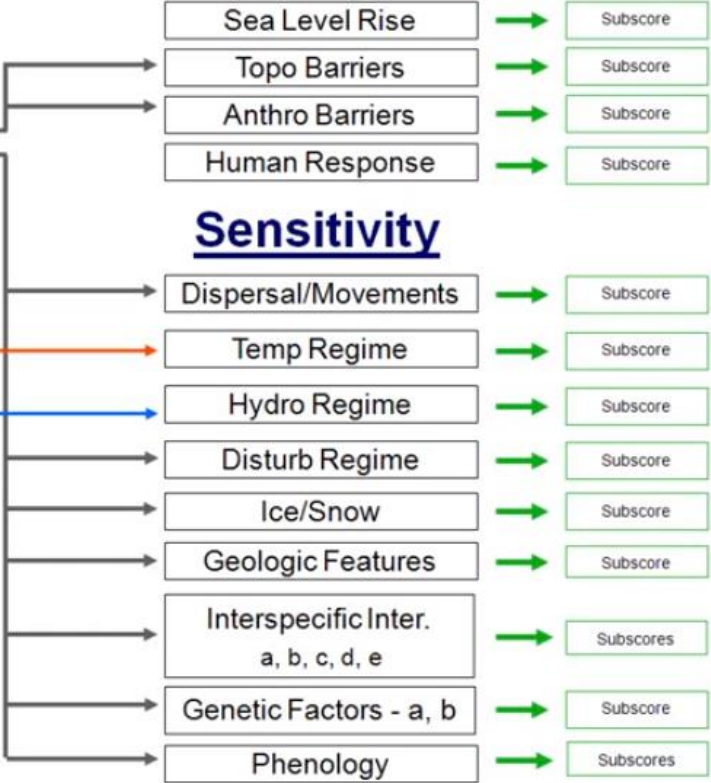 Sea Level Rise Subscore
Topo Barriers Subscore
Anthro Barriers Subscore
Human Response Subscore
Sensitivity
Dispersal/Movements Subscore
Temp Regime Subscore
Hydro Regime Subscore
Disturb Regime Subscore
Ice/Snow Subscore
Geologic Features Subscore
Interspecific Inter.
a, b, c, d, e
Subscores
Genetic Factors - a, b Subscore
Phenology Subscores